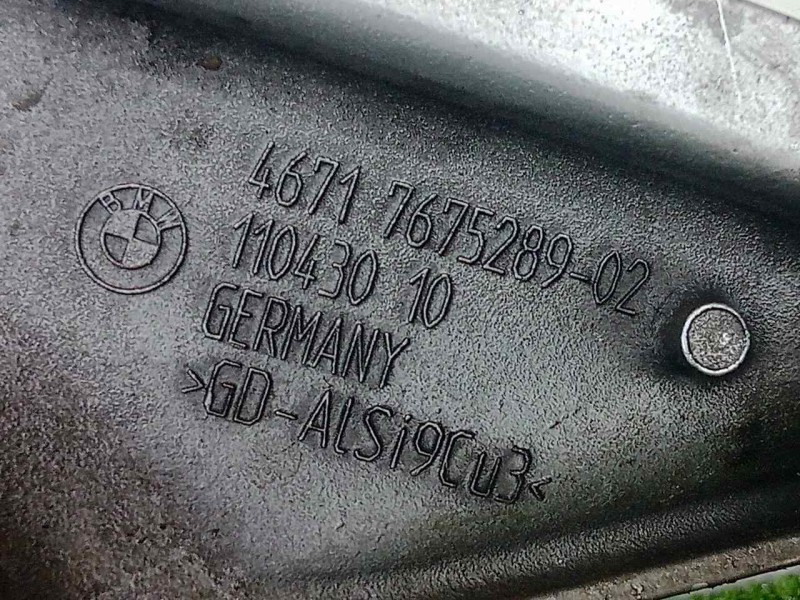 BMW
4671 7675289-02
110430 10
GERMANY
>GD-AlSi9Cu3<